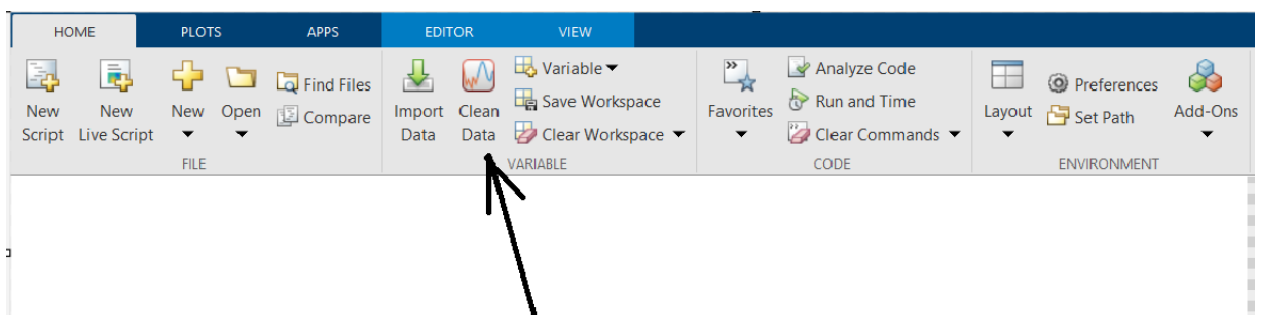 HOME PLOTS APPS EDITOR VIEW
New Script
New Live Script
New
Open
Find Files
Compare
FILE
Import Data
Clean Data
Variable
Save Workspace
Clear Workspace
VARIABLE
Favorites
Analyze Code
Run and Time
Clear Commands
CODE
Layout
Preferences
Set Path
Add-Ons
ENVIRONMENT